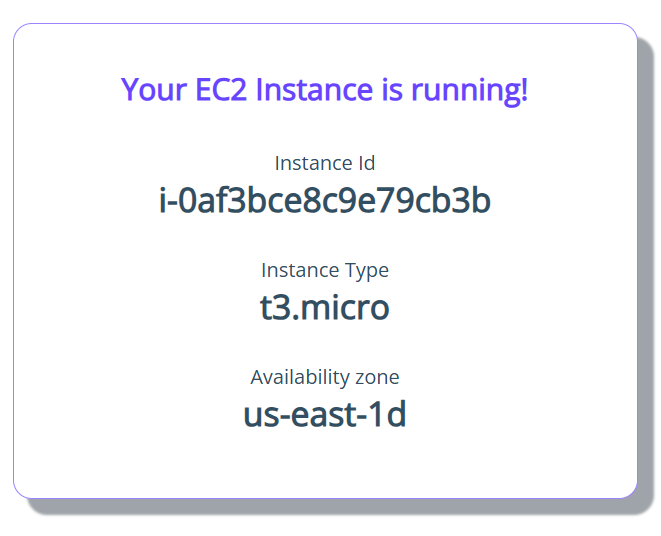 Your EC2 Instance is running!
Instance Id
i-0af3bce8c9e79cb3b
Instance Type
t3.micro
Availability zone
us-east-1d